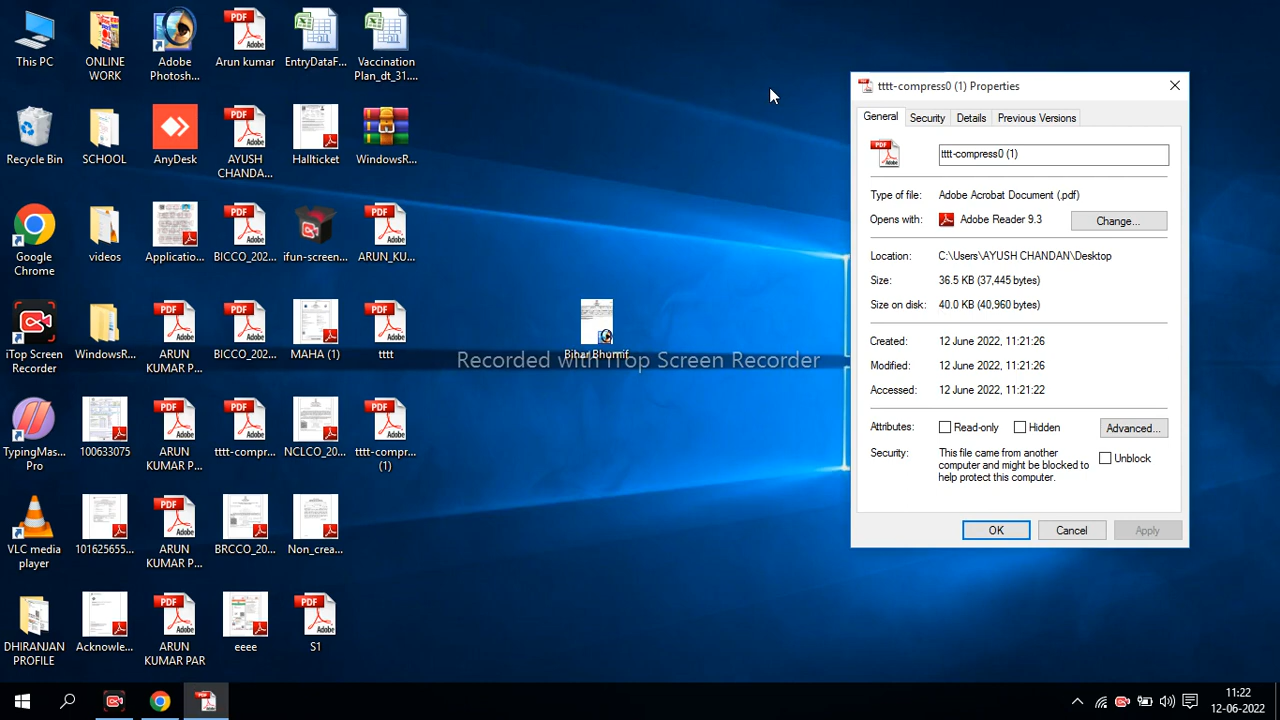 This PC
ONLINE
WORK
Adobe
Photosh...
Arun kumar
EntryDataF...
Vaccination
Plan_dt_31....
Recycle Bin
SCHOOL
AnyDesk
AYUSH
CHANDA...
Hallticket
WindowsR...
Google
Chrome
videos
Applicatio...
BICCO_202...
ifun-screen...
ARUN_KU...
iTop Screen
Recorder
WindowsR...
ARUN
KUMAR P...
BICCO_202...
MAHA (1)
tttt
Bihar Bhumif
TypingMas...
Pro
100633075
ARUN
KUMAR P...
tttt-compr...
NCLCO_20...
tttt-compr...
(1)
VLC media
player
101625655...
ARUN
KUMAR P...
BRCCO_20...
Non_crea...
DHIRANJAN
PROFILE
Acknowle...
ARUN
KUMAR PAR
eeee
S1
Recorded with iTop Screen Recorder
tttt-compress0 (1) Properties
General
Security
Details
Previous Versions
tttt-compress0 (1)
Type of file: Adobe Acrobat Document (.pdf)
Opens with: Adobe Reader 9.3
Change...
Location: C:\Users\AYUSH CHANDAN\Desktop
Size: 36.5 KB (37,445 bytes)
Size on disk: 40.0 KB (40,960 bytes)
Created: 12 June 2022, 11:21:26
Modified: 12 June 2022, 11:21:26
Accessed: 12 June 2022, 11:21:22
Attributes: Read-only Hidden Advanced...
Security: This file came from another
computer and might be blocked to
help protect this computer.
Unblock
OK Cancel Apply
11:22
12-06-2022